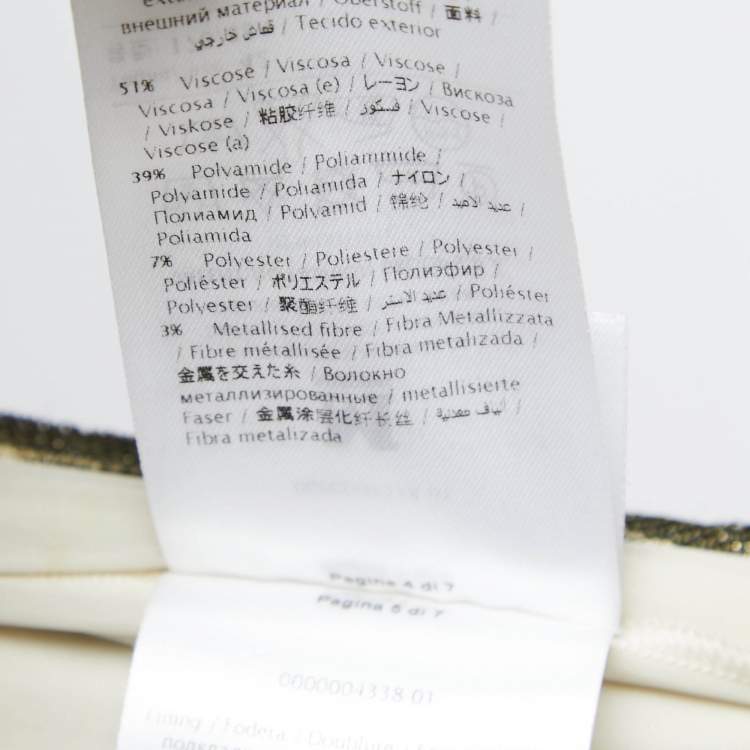 внешний материал / Oberstoff / 面料 /
قماش خارجي / Tecido exterior
51% Viscose / Viscosa / Viscose /
Viscosa / Viscosa (e) / レーヨン / Вискоза
/ Viskose / 粘胶纤维 / فسكوز / Viscose /
Viscose (a)
39% Polyamide / Poliammide /
Polyamide / Poliamida / ナイロン /
Полиамид / Polyamid / 锦纶 / عديد الاميد /
Poliamida
7% Polyester / Poliestere / Polyester /
Poliéster / ポリエステル / Полиэфир /
Polyester / 聚酯纤维 / عديد الاستر / Poliéster
3% Metallised fibre / Fibra Metallizzata
/ Fibre métallisée / Fibra metalizada /
金属を交えた糸 / Волокно
металлизированные / metallisierte
Faser / 金属涂层化纤长丝 / ألياف معدنية /
Fibra metalizada
Pagina 4 di 7
Pagina 5 di 7
0000004338 01
Lining / Fodera / Doublure /